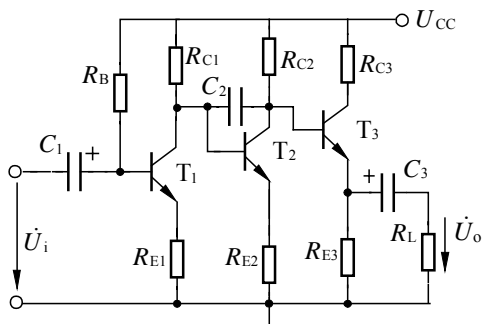 U_CC
R_B R_C1 R_C2 R_C3
C_2
C_1 + T_1 T_2 T_3
+ C_3
U̇_i R_E1 R_E2 R_E3 R_L U̇_o